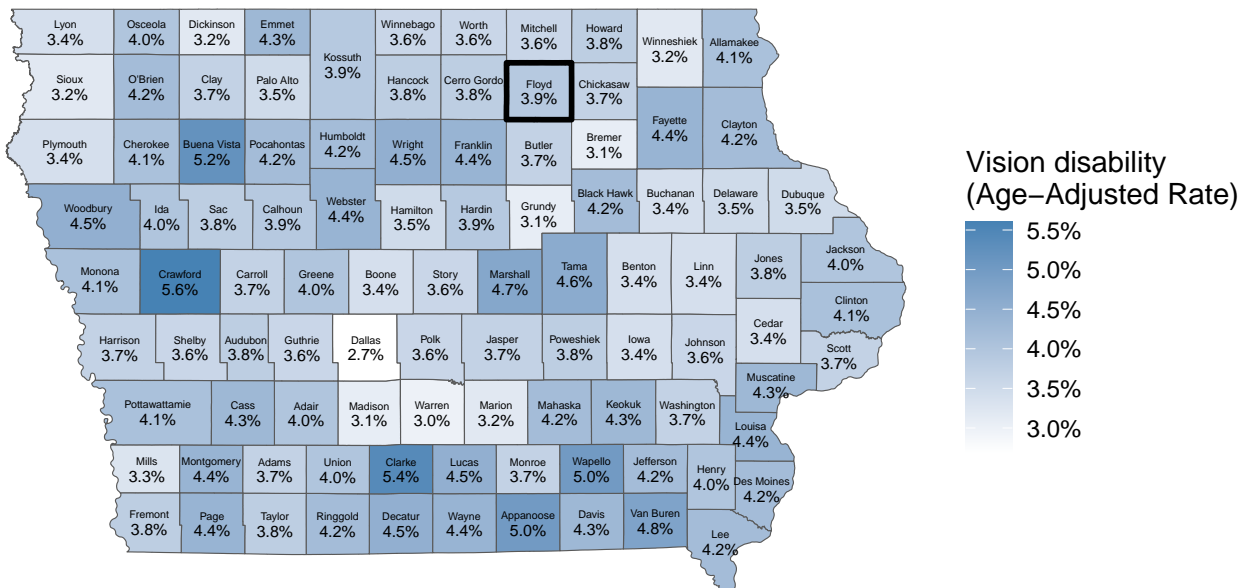 Lyon
3.4%
Osceola
4.0%
Dickinson
3.2%
Emmet
4.3%
Kossuth
3.9%
Winnebago
3.6%
Worth
3.6%
Mitchell
3.6%
Howard
3.8%
Winneshiek
3.2%
Allamakee
4.1%
Sioux
3.2%
O'Brien
4.2%
Clay
3.7%
Palo Alto
3.5%
Hancock
3.8%
Cerro Gordo
3.8%
Floyd
3.9%
Chickasaw
3.7%
Fayette
4.4%
Clayton
4.2%
Plymouth
3.4%
Cherokee
4.1%
Buena Vista
5.2%
Pocahontas
4.2%
Humboldt
4.2%
Wright
4.5%
Franklin
4.4%
Butler
3.7%
Bremer
3.1%
Woodbury
4.5%
Ida
4.0%
Sac
3.8%
Calhoun
3.9%
Webster
4.4%
Hamilton
3.5%
Hardin
3.9%
Grundy
3.1%
Black Hawk
4.2%
Buchanan
3.4%
Delaware
3.5%
Dubuque
3.5%
Monona
4.1%
Crawford
5.6%
Carroll
3.7%
Greene
4.0%
Boone
3.4%
Story
3.6%
Marshall
4.7%
Tama
4.6%
Benton
3.4%
Linn
3.4%
Jones
3.8%
Jackson
4.0%
Clinton
4.1%
Harrison
3.7%
Shelby
3.6%
Audubon
3.8%
Guthrie
3.6%
Dallas
2.7%
Polk
3.6%
Jasper
3.7%
Poweshiek
3.8%
Iowa
3.4%
Johnson
3.6%
Cedar
3.4%
Scott
3.7%
Muscatine
4.3%
Pottawattamie
4.1%
Cass
4.3%
Adair
4.0%
Madison
3.1%
Warren
3.0%
Marion
3.2%
Mahaska
4.2%
Keokuk
4.3%
Washington
3.7%
Louisa
4.4%
Mills
3.3%
Montgomery
4.4%
Adams
3.7%
Union
4.0%
Clarke
5.4%
Lucas
4.5%
Monroe
3.7%
Wapello
5.0%
Jefferson
4.2%
Henry
4.0%
Des Moines
4.2%
Fremont
3.8%
Page
4.4%
Taylor
3.8%
Ringgold
4.2%
Decatur
4.5%
Wayne
4.4%
Appanoose
5.0%
Davis
4.3%
Van Buren
4.8%
Lee
4.2%
Vision disability
(Age−Adjusted Rate)
5.5%
5.0%
4.5%
4.0%
3.5%
3.0%